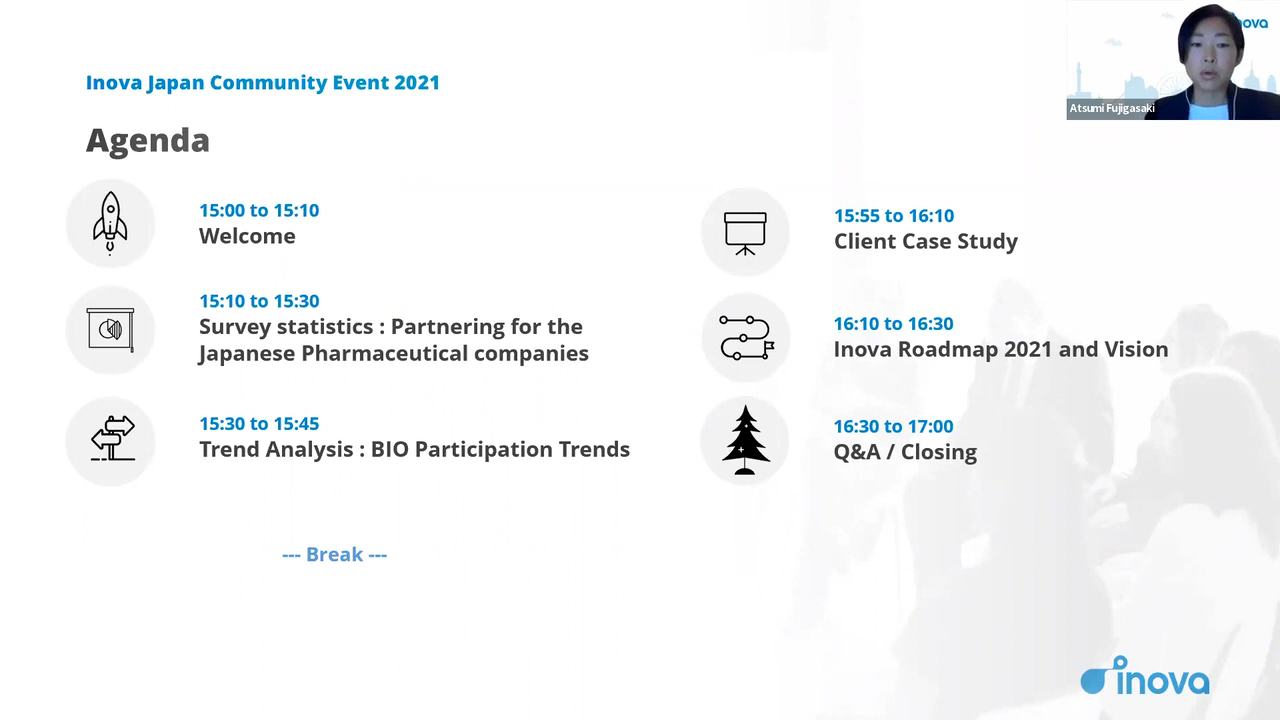 Inova Japan Community Event 2021
Agenda
15:00 to 15:10
Welcome
15:10 to 15:30
Survey statistics : Partnering for the
Japanese Pharmaceutical companies
15:30 to 15:45
Trend Analysis : BIO Participation Trends
--- Break ---
15:55 to 16:10
Client Case Study
16:10 to 16:30
Inova Roadmap 2021 and Vision
16:30 to 17:00
Q&A / Closing
Atsumi Fujigasaki
inova